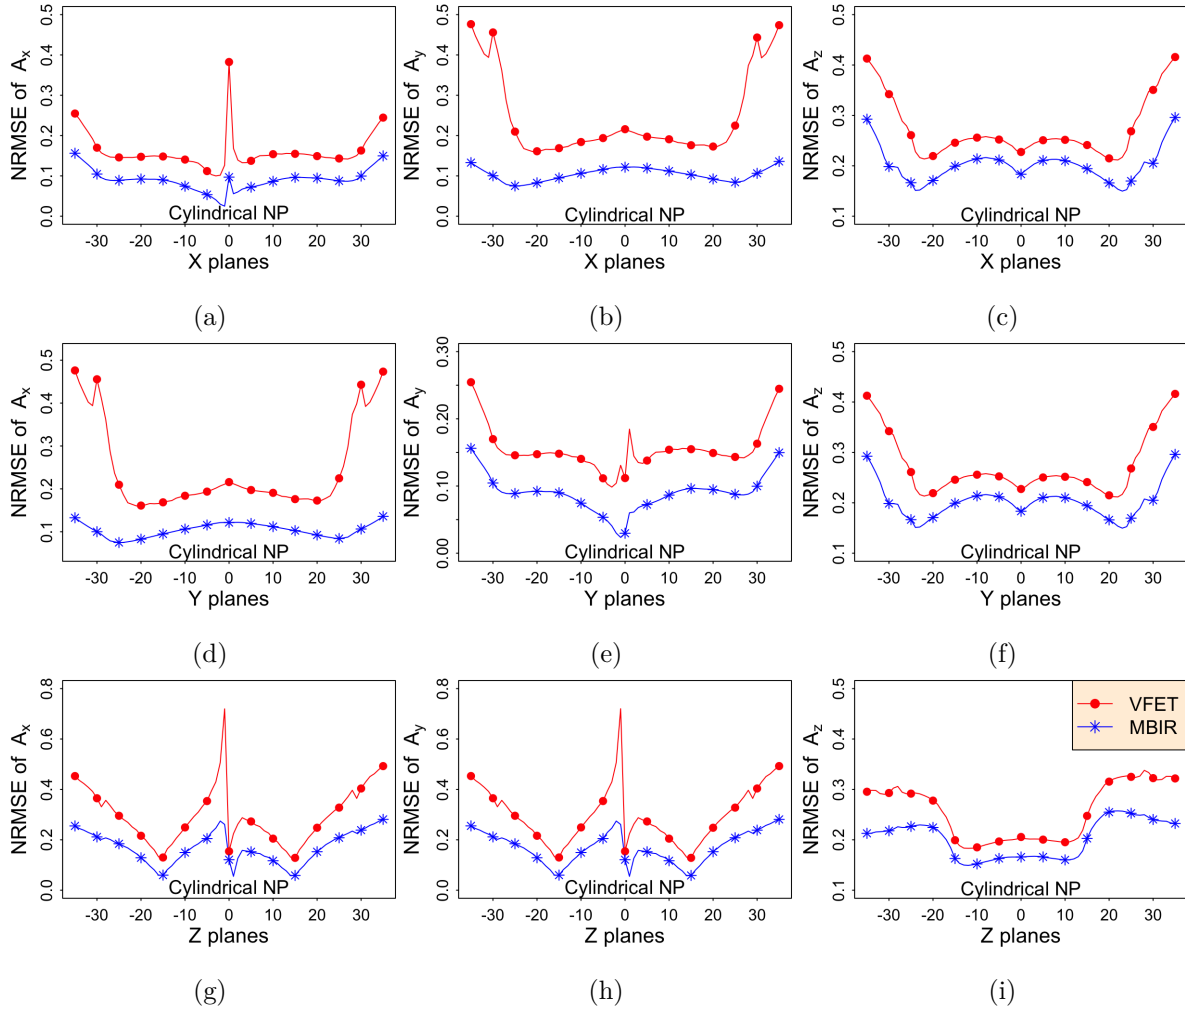 NRMSE of A_x
0.0 0.1 0.2 0.3 0.4 0.5
Cylindrical NP
-30 -20 -10 0 10 20 30
X planes
(a)
NRMSE of A_y
0.0 0.1 0.2 0.3 0.4 0.5
Cylindrical NP
-30 -20 -10 0 10 20 30
X planes
(b)
NRMSE of A_z
0.1 0.2 0.3 0.4 0.5
Cylindrical NP
-30 -20 -10 0 10 20 30
X planes
(c)
NRMSE of A_x
0.1 0.2 0.3 0.4 0.5
Cylindrical NP
-30 -20 -10 0 10 20 30
Y planes
(d)
NRMSE of A_y
0.00 0.10 0.20 0.30
Cylindrical NP
-30 -20 -10 0 10 20 30
Y planes
(e)
NRMSE of A_z
0.1 0.2 0.3 0.4 0.5
Cylindrical NP
-30 -20 -10 0 10 20 30
Y planes
(f)
NRMSE of A_x
0.0 0.2 0.4 0.6 0.8
Cylindrical NP
-30 -20 -10 0 10 20 30
Z planes
(g)
NRMSE of A_y
0.0 0.2 0.4 0.6 0.8
Cylindrical NP
-30 -20 -10 0 10 20 30
Z planes
(h)
NRMSE of A_z
0.1 0.2 0.3 0.4 0.5
VFET
MBIR
Cylindrical NP
-30 -20 -10 0 10 20 30
Z planes
(i)